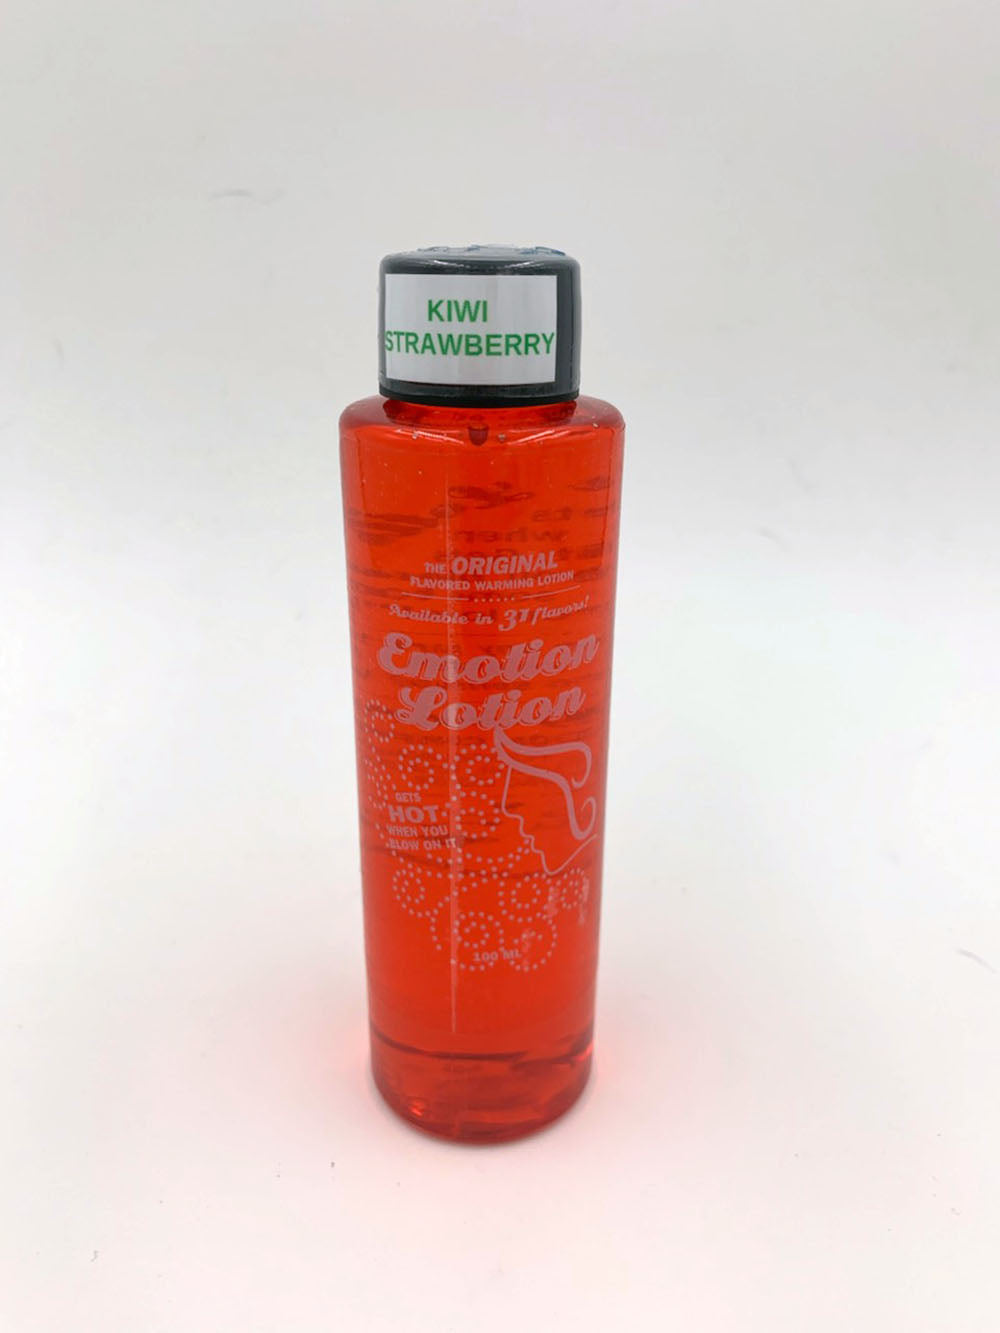 KIWI
STRAWBERRY
THE ORIGINAL
FLAVORED WARMING LOTION
Available in 31 flavors!
Emotion
Lotion
GETS
HOT
WHEN YOU
BLOW ON IT
100 ML